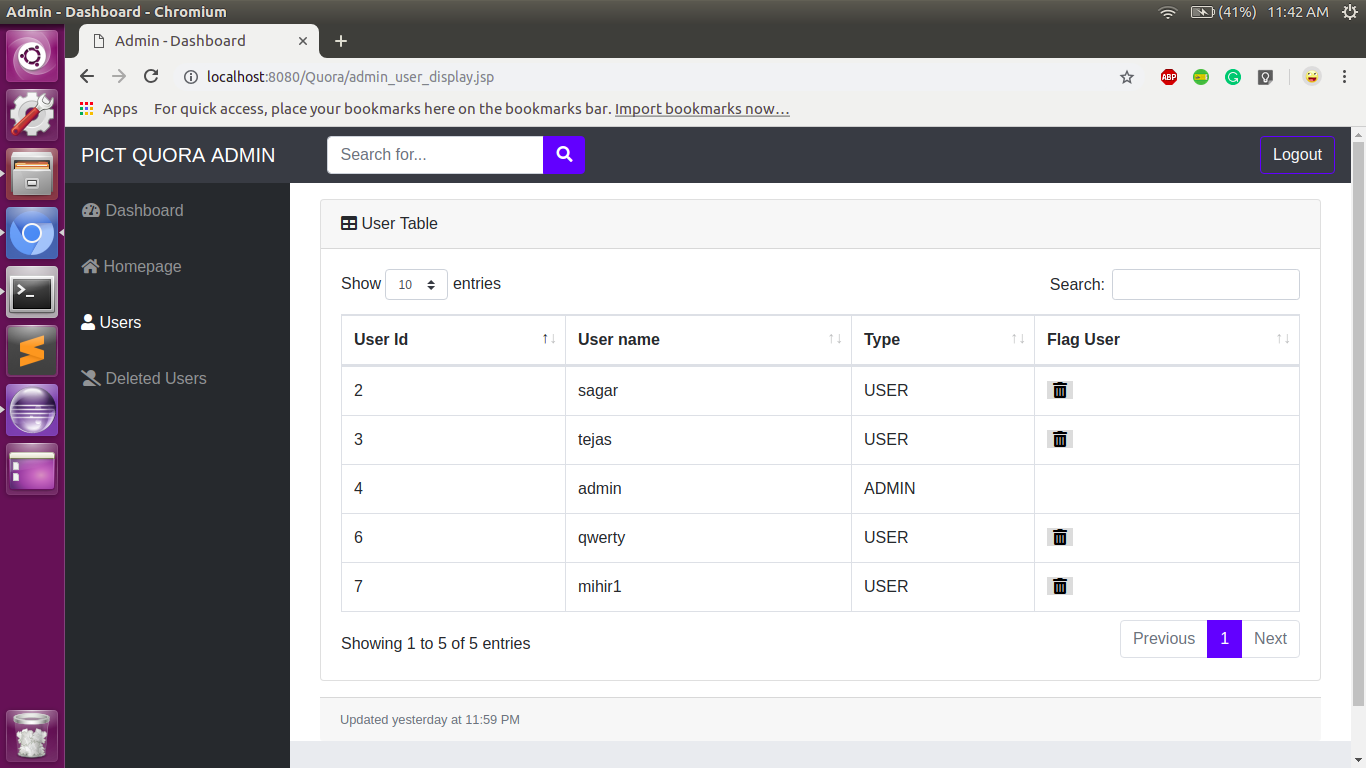 Admin - Dashboard - Chromium
(41%) 11:42 AM
Admin - Dashboard
localhost:8080/Quora/admin_user_display.jsp
ABP
Apps For quick access, place your bookmarks here on the bookmarks bar. Import bookmarks now...
PICT QUORA ADMIN
Search for...
Logout
Dashboard
Homepage
Users
Deleted Users
User Table
Show 10 entries
Search:
User Id User name Type Flag User
2 sagar USER
3 tejas USER
4 admin ADMIN
6 qwerty USER
7 mihir1 USER
Showing 1 to 5 of 5 entries
Previous 1 Next
Updated yesterday at 11:59 PM